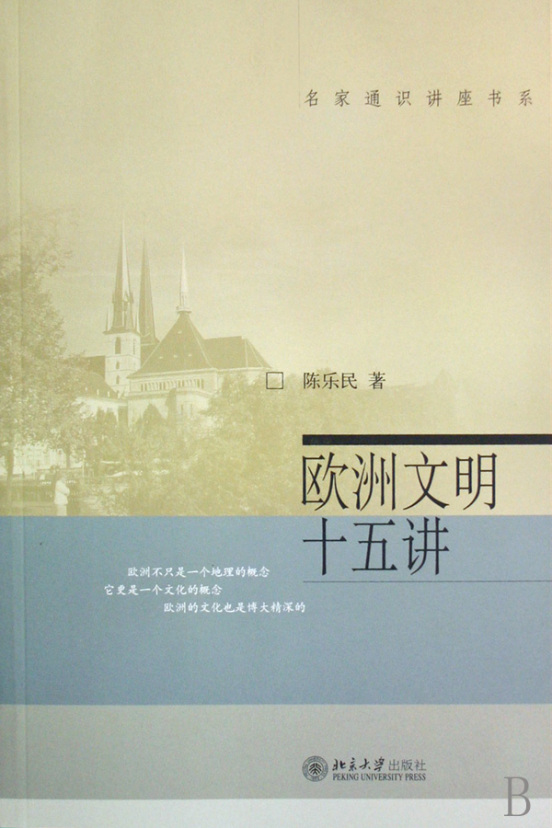 名家通识讲座书系
陈乐民 著
欧洲文明
十五讲
欧洲不只是一个地理的概念
它更是一个文化的概念
欧洲的文化也是博大精深的
北京大学出版社
PEKING UNIVERSITY PRESS
B